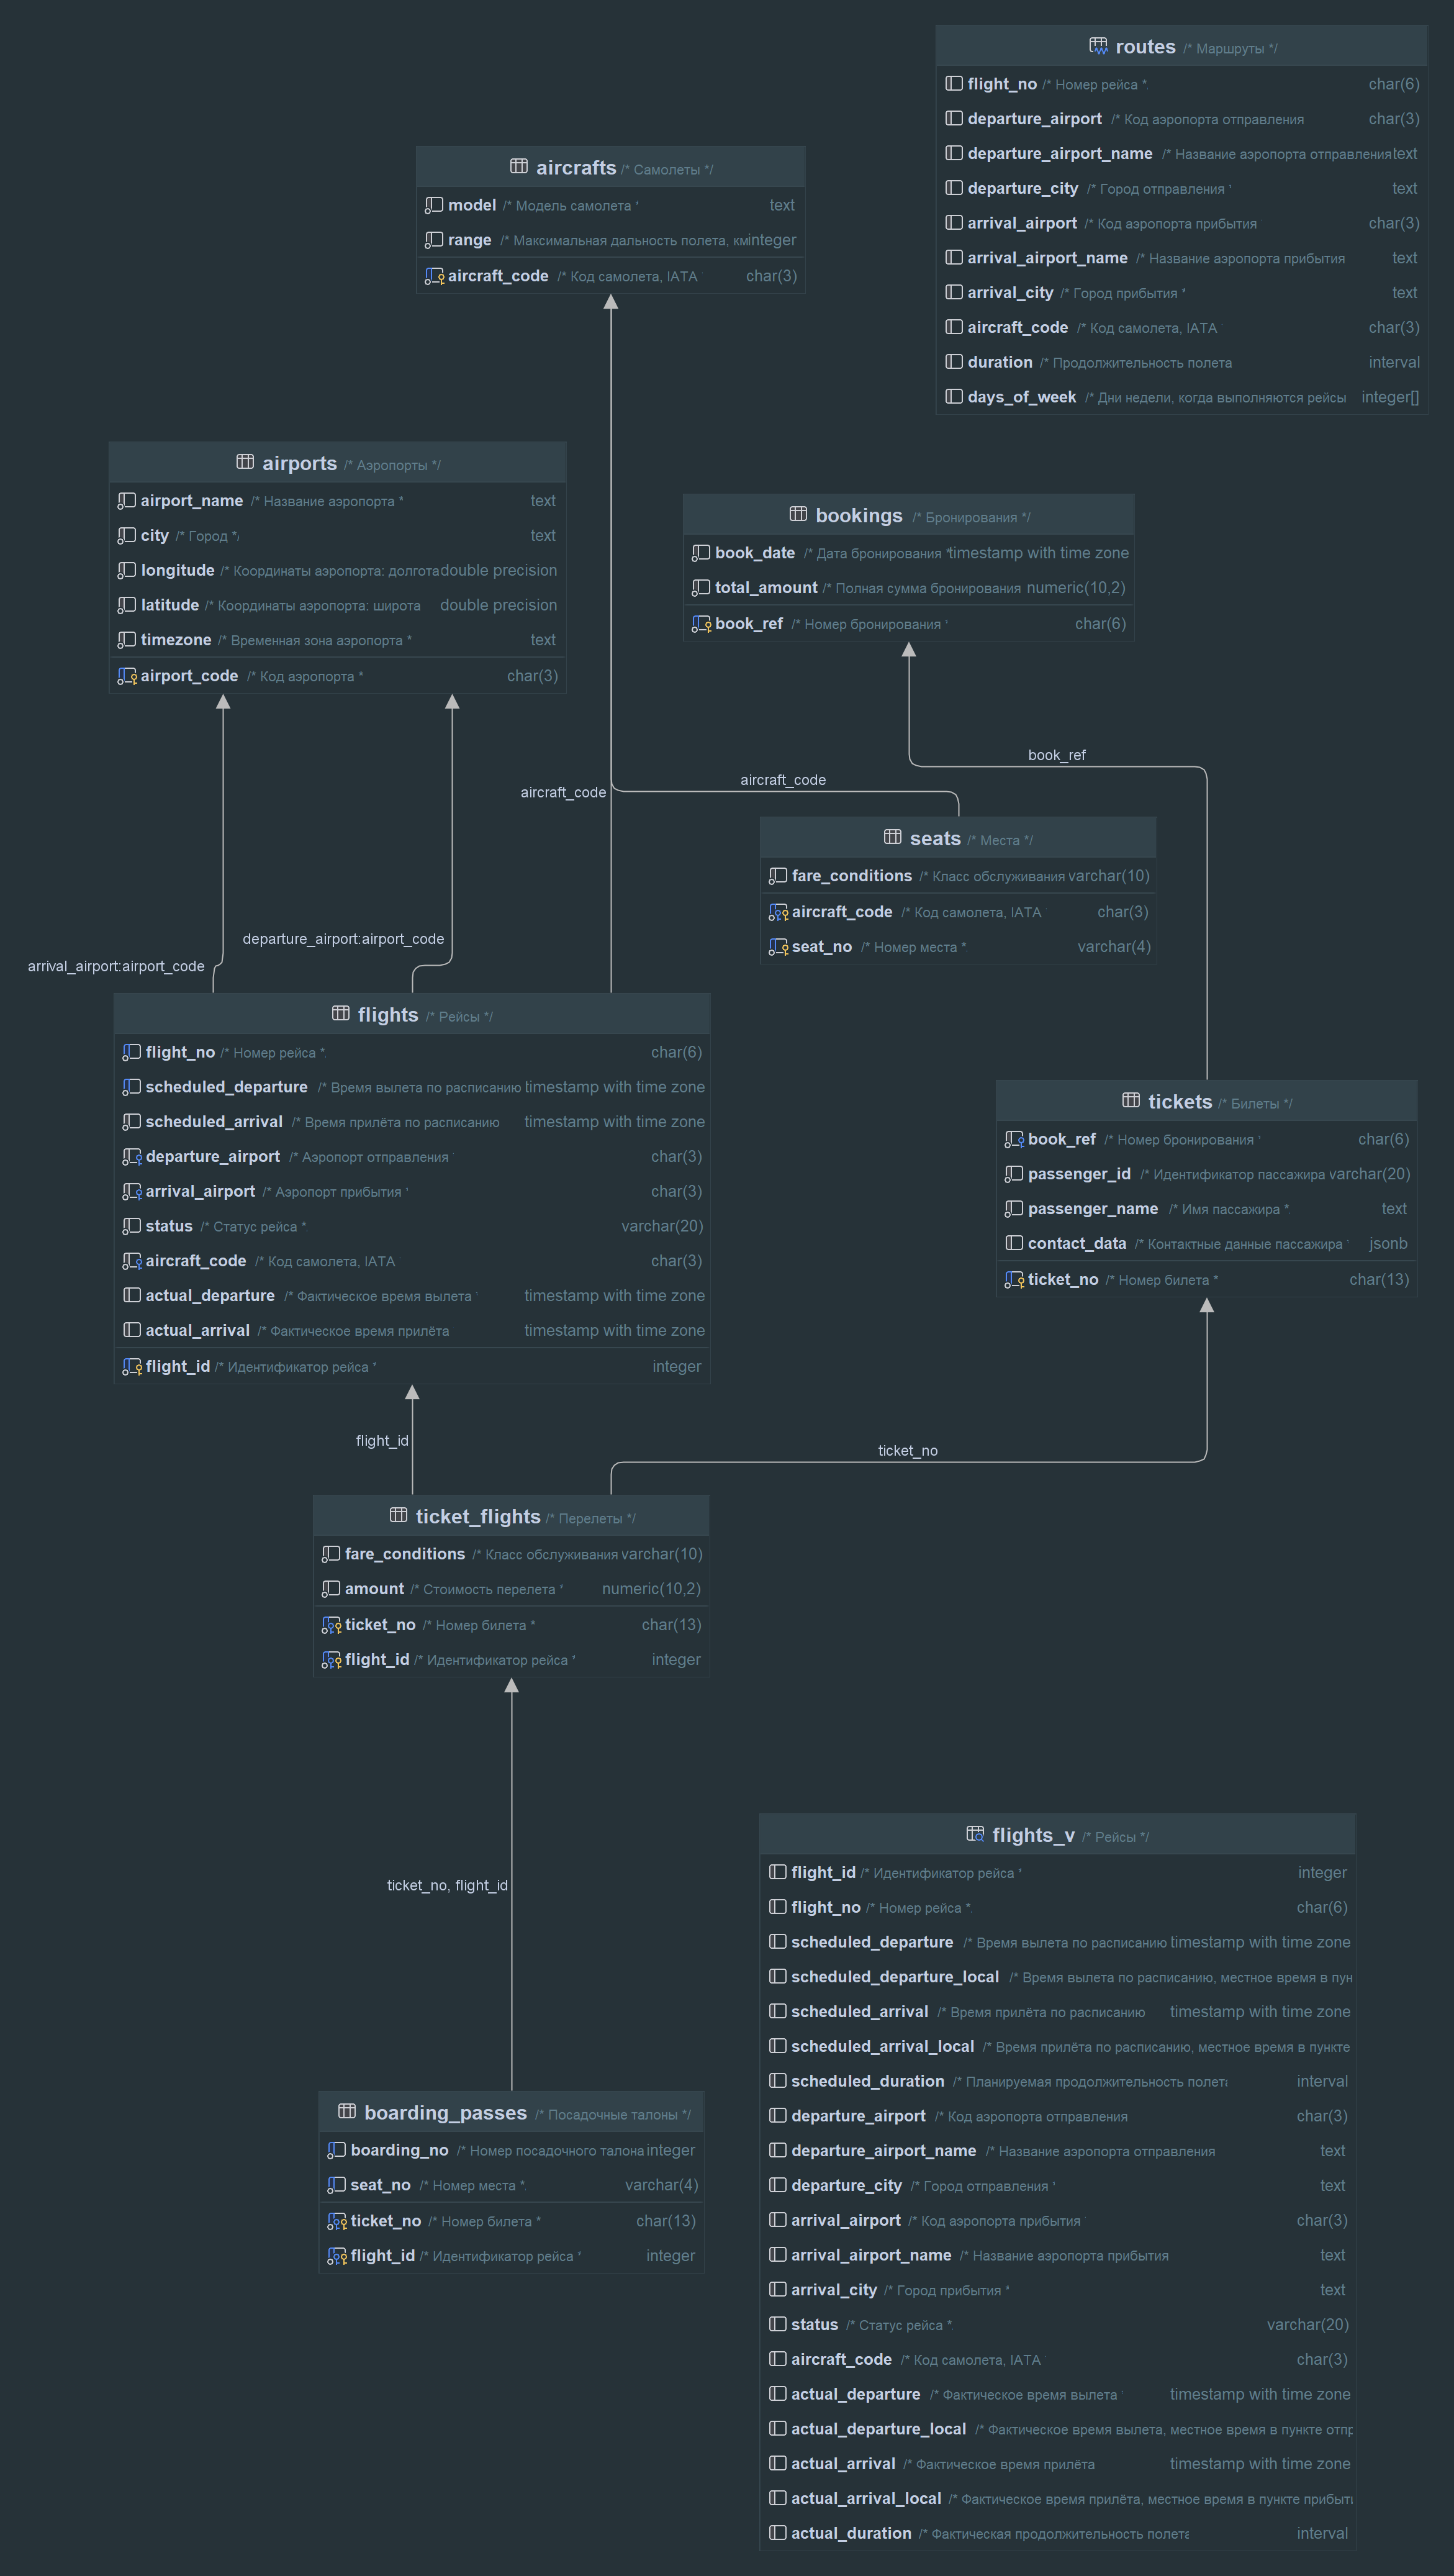 routes /* Маршруты */
flight_no /* Номер рейса * char(6)
departure_airport /* Код аэропорта отправления char(3)
departure_airport_name /* Название аэропорта отправления text
departure_city /* Город отправления * text
arrival_airport /* Код аэропорта прибытия char(3)
arrival_airport_name /* Название аэропорта прибытия text
arrival_city /* Город прибытия * text
aircraft_code /* Код самолета, IATA char(3)
duration /* Продолжительность полета interval
days_of_week /* Дни недели, когда выполняются рейсы integer[]
aircrafts /* Самолеты */
model /* Модель самолета * text
range /* Максимальная дальность полета, км integer
aircraft_code /* Код самолета, IATA char(3)
airports /* Аэропорты */
airport_name /* Название аэропорта * text
city /* Город */ text
longitude /* Координаты аэропорта: долгота double precision
latitude /* Координаты аэропорта: широта double precision
timezone /* Временная зона аэропорта * text
airport_code /* Код аэропорта * char(3)
bookings /* Бронирования */
book_date /* Дата бронирования * timestamp with time zone
total_amount /* Полная сумма бронирования numeric(10,2)
book_ref /* Номер бронирования * char(6)
book_ref
aircraft_code
aircraft_code
seats /* Места */
fare_conditions /* Класс обслуживания varchar(10)
aircraft_code /* Код самолета, IATA char(3)
seat_no /* Номер места * varchar(4)
departure_airport:airport_code
arrival_airport:airport_code
flights /* Рейсы */
flight_no /* Номер рейса * char(6)
scheduled_departure /* Время вылета по расписанию timestamp with time zone
scheduled_arrival /* Время прилёта по расписанию timestamp with time zone
departure_airport /* Аэропорт отправления char(3)
arrival_airport /* Аэропорт прибытия * char(3)
status /* Статус рейса * varchar(20)
aircraft_code /* Код самолета, IATA char(3)
actual_departure /* Фактическое время вылета * timestamp with time zone
actual_arrival /* Фактическое время прилёта timestamp with time zone
flight_id /* Идентификатор рейса * integer
tickets /* Билеты */
book_ref /* Номер бронирования * char(6)
passenger_id /* Идентификатор пассажира varchar(20)
passenger_name /* Имя пассажира * text
contact_data /* Контактные данные пассажира * jsonb
ticket_no /* Номер билета * char(13)
flight_id
ticket_no
ticket_flights /* Перелеты */
fare_conditions /* Класс обслуживания varchar(10)
amount /* Стоимость перелета * numeric(10,2)
ticket_no /* Номер билета * char(13)
flight_id /* Идентификатор рейса * integer
ticket_no, flight_id
boarding_passes /* Посадочные талоны */
boarding_no /* Номер посадочного талона integer
seat_no /* Номер места * varchar(4)
ticket_no /* Номер билета * char(13)
flight_id /* Идентификатор рейса * integer
flights_v /* Рейсы */
flight_id /* Идентификатор рейса * integer
flight_no /* Номер рейса * char(6)
scheduled_departure /* Время вылета по расписанию timestamp with time zone
scheduled_departure_local /* Время вылета по расписанию, местное время в пун
scheduled_arrival /* Время прилёта по расписанию timestamp with time zone
scheduled_arrival_local /* Время прилёта по расписанию, местное время в пункте
scheduled_duration /* Планируемая продолжительность полета interval
departure_airport /* Код аэропорта отправления char(3)
departure_airport_name /* Название аэропорта отправления text
departure_city /* Город отправления * text
arrival_airport /* Код аэропорта прибытия char(3)
arrival_airport_name /* Название аэропорта прибытия text
arrival_city /* Город прибытия * text
status /* Статус рейса * varchar(20)
aircraft_code /* Код самолета, IATA char(3)
actual_departure /* Фактическое время вылета * timestamp with time zone
actual_departure_local /* Фактическое время вылета, местное время в пункте отпр
actual_arrival /* Фактическое время прилёта timestamp with time zone
actual_arrival_local /* Фактическое время прилёта, местное время в пункте прибыт
actual_duration /* Фактическая продолжительность полета interval